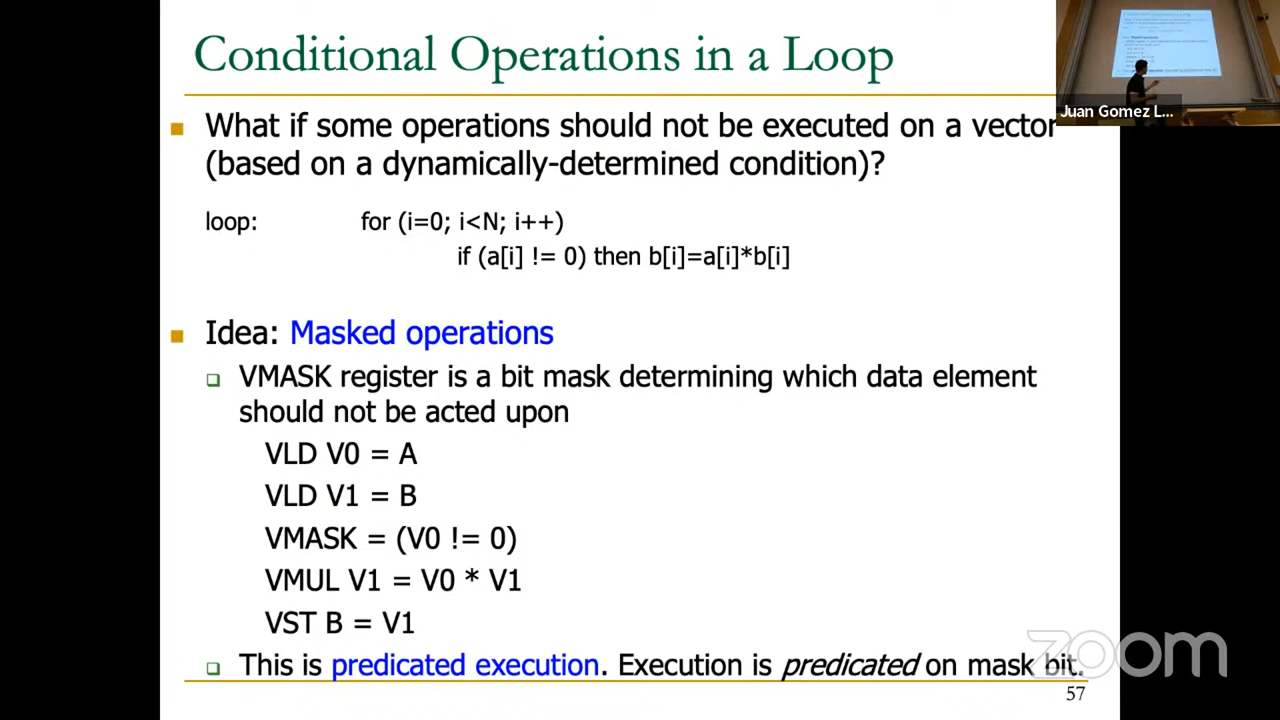 Conditional Operations in a Loop
Juan Gomez L...
What if some operations should not be executed on a vector
(based on a dynamically-determined condition)?
loop: for (i=0; i<N; i++)
if (a[i] != 0) then b[i]=a[i]*b[i]
Idea: Masked operations
VMASK register is a bit mask determining which data element
should not be acted upon
VLD V0 = A
VLD V1 = B
VMASK = (V0 != 0)
VMUL V1 = V0 * V1
VST B = V1
This is predicated execution. Execution is predicated on mask bit.
zoom
57